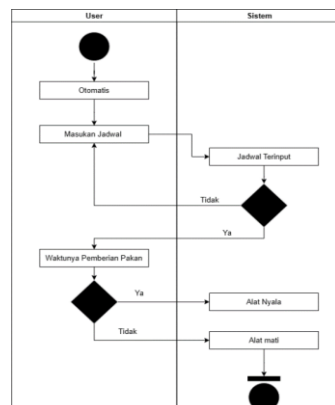 User
Sistem
Otomatis
Masukan Jadwal
Jadwal Terinput
Tidak
Ya
Waktunya Pemberian Pakan
Ya
Alat Nyala
Tidak
Alat mati